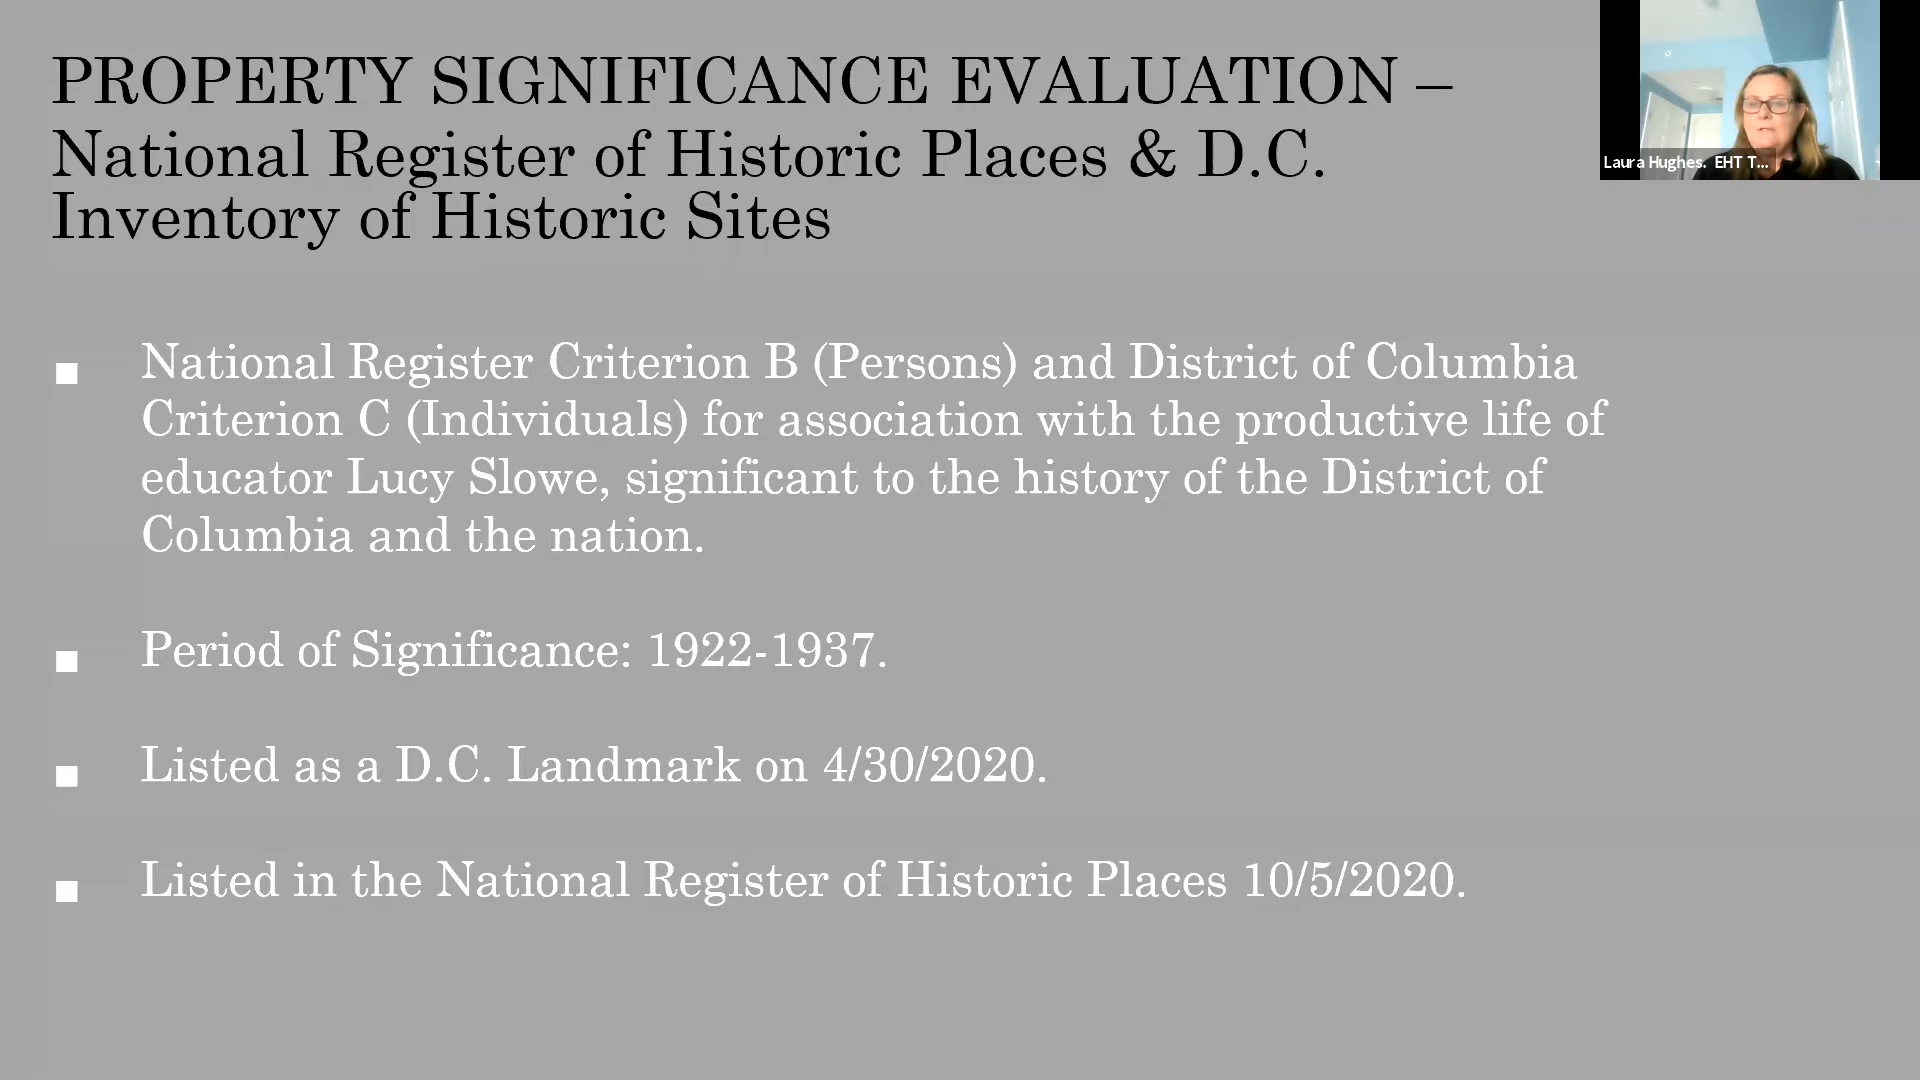 PROPERTY SIGNIFICANCE EVALUATION –
National Register of Historic Places & D.C.
Inventory of Historic Sites
Laura Hughes. EHT T...
National Register Criterion B (Persons) and District of Columbia
Criterion C (Individuals) for association with the productive life of
educator Lucy Slowe, significant to the history of the District of
Columbia and the nation.
Period of Significance: 1922-1937.
Listed as a D.C. Landmark on 4/30/2020.
Listed in the National Register of Historic Places 10/5/2020.